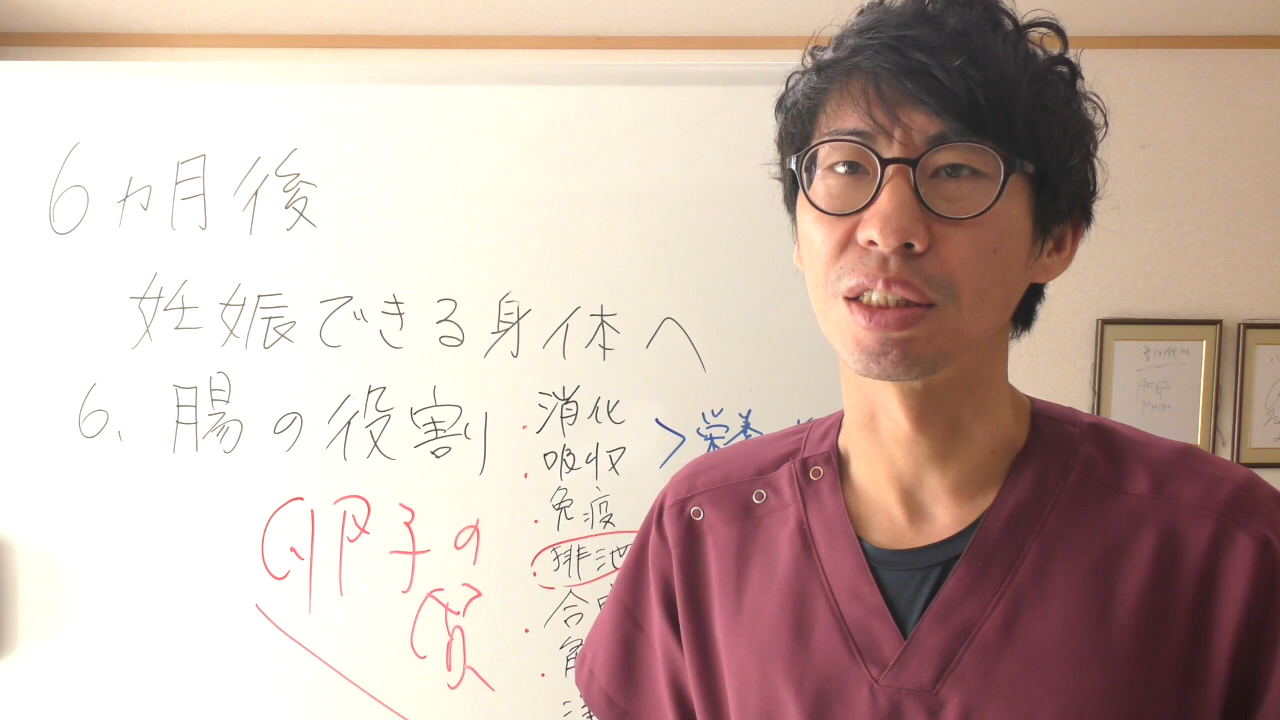 6ヵ月後
妊娠できる身体へ
6、腸の役割
・消化
・吸収
>栄養
・免疫
・排泄
・合
卵子の
質